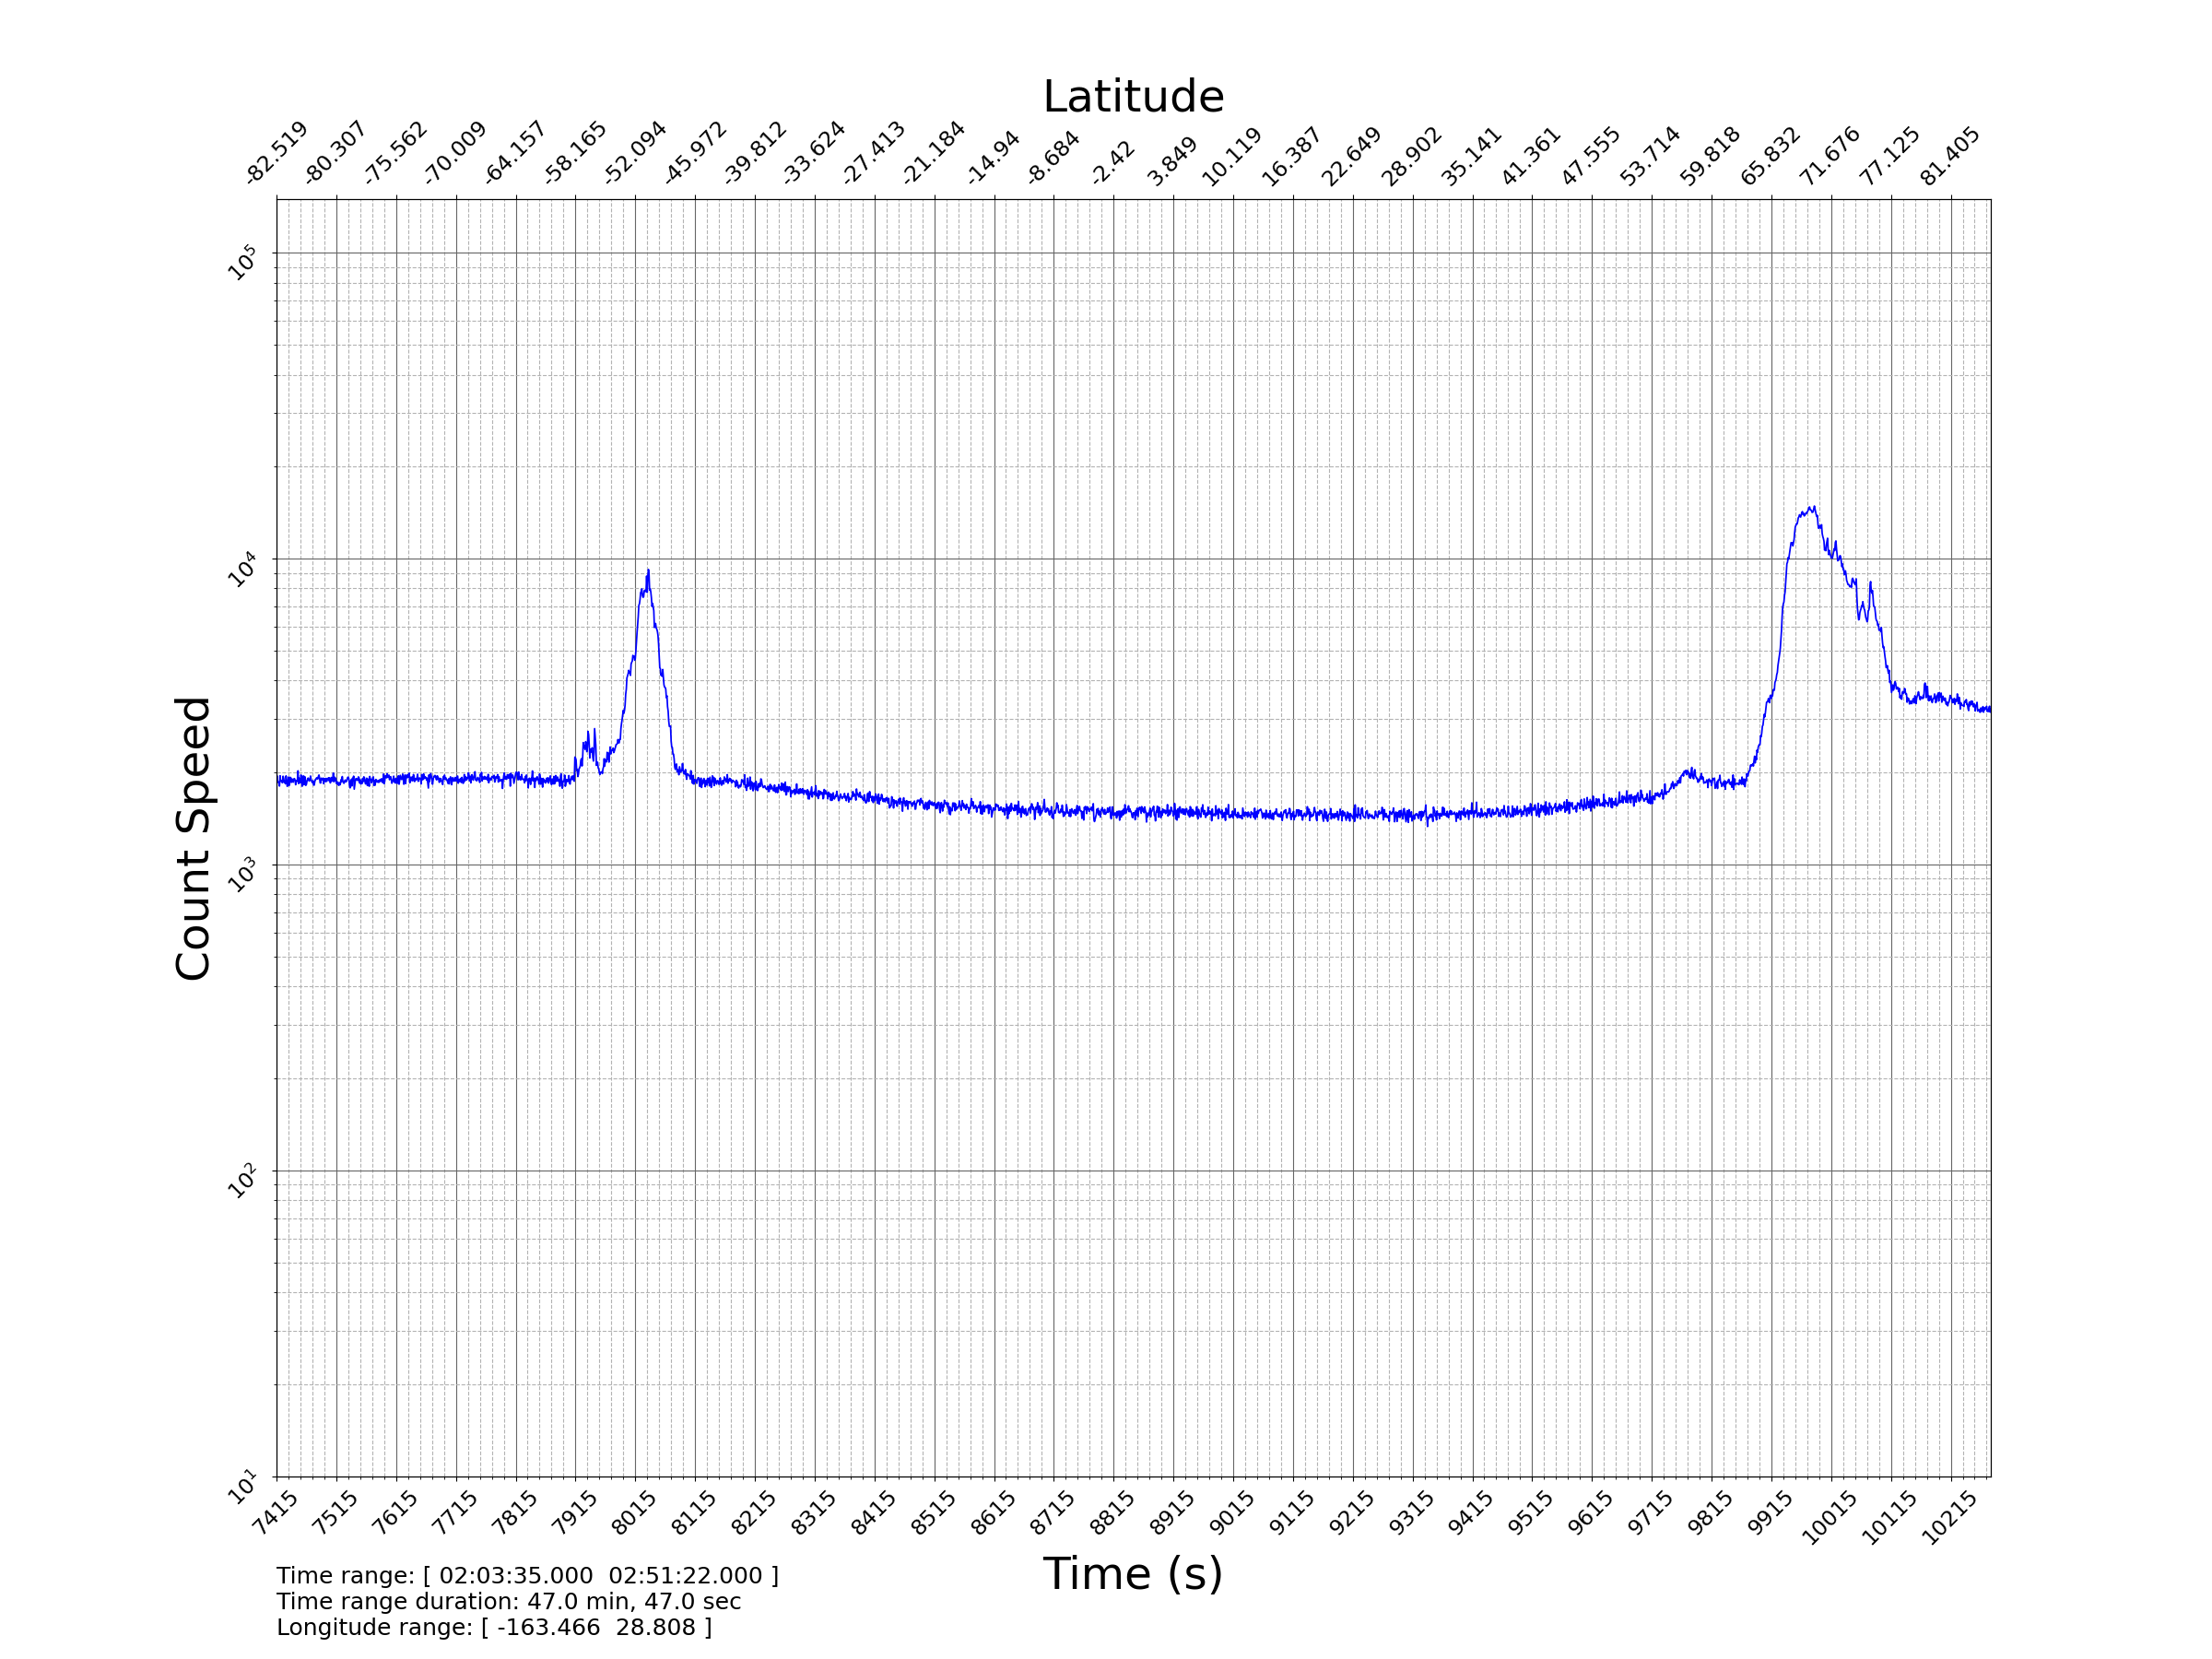 Latitude
-82.519 -80.307 -75.562 -70.009 -64.157 -58.165 -52.094 -45.972 -39.812 -33.624 -27.413 -21.184 -14.94 -8.684 -2.42 3.849 10.119 16.387 22.649 28.902 35.141 41.361 47.555 53.714 59.818 65.832 71.676 77.125 81.405
10⁵
10⁴
10³
10²
10¹
Count Speed
7415 7515 7615 7715 7815 7915 8015 8115 8215 8315 8415 8515 8615 8715 8815 8915 9015 9115 9215 9315 9415 9515 9615 9715 9815 9915 10015 10115 10215
Time (s)
Time range: [ 02:03:35.000  02:51:22.000 ]
Time range duration: 47.0 min, 47.0 sec
Longitude range: [ -163.466  28.808 ]